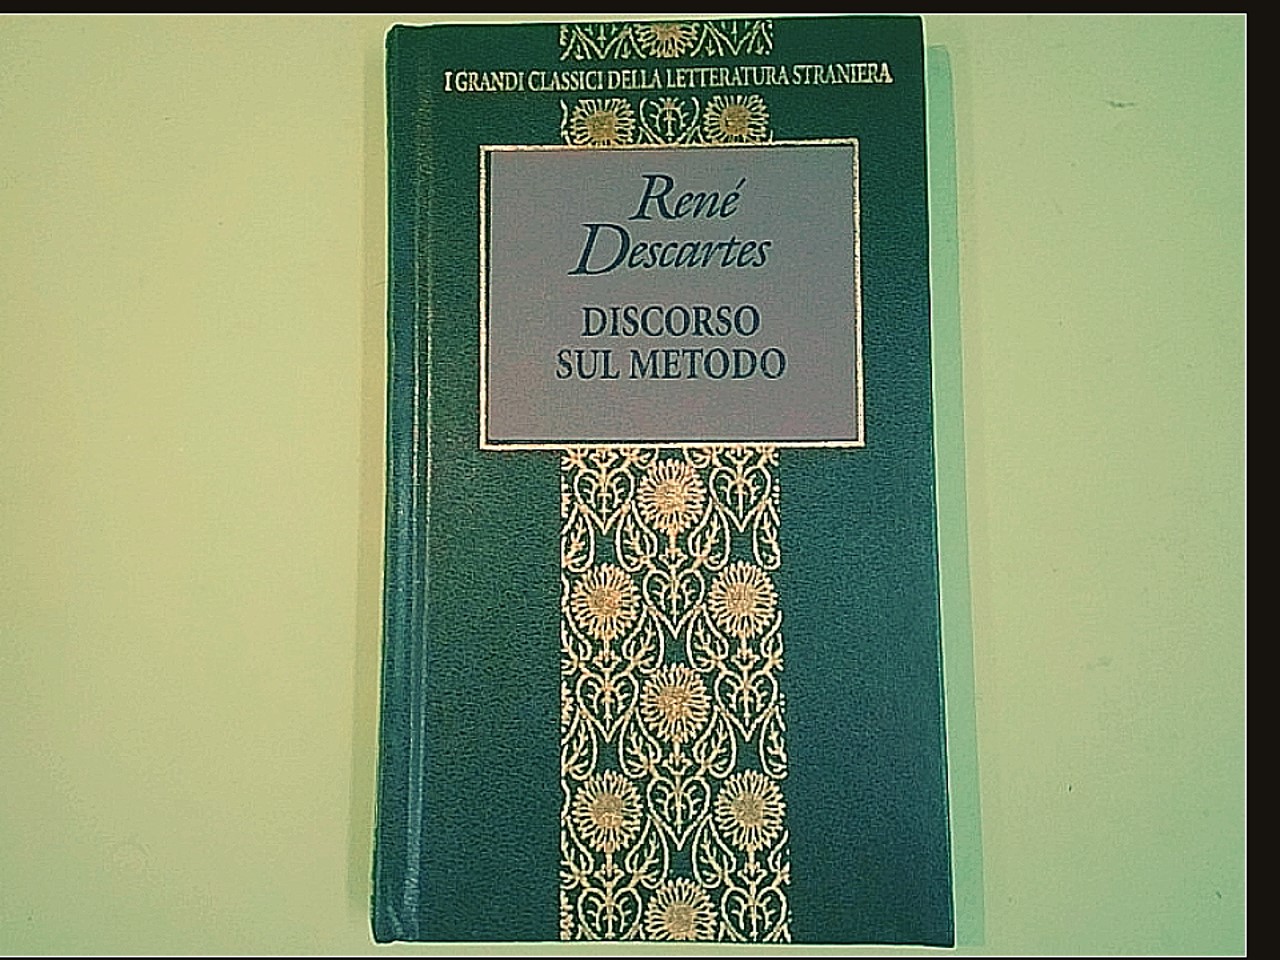 I GRANDI CLASSICI DELLA LETTERATURA STRANIERA
René
Descartes
DISCORSO
SUL METODO